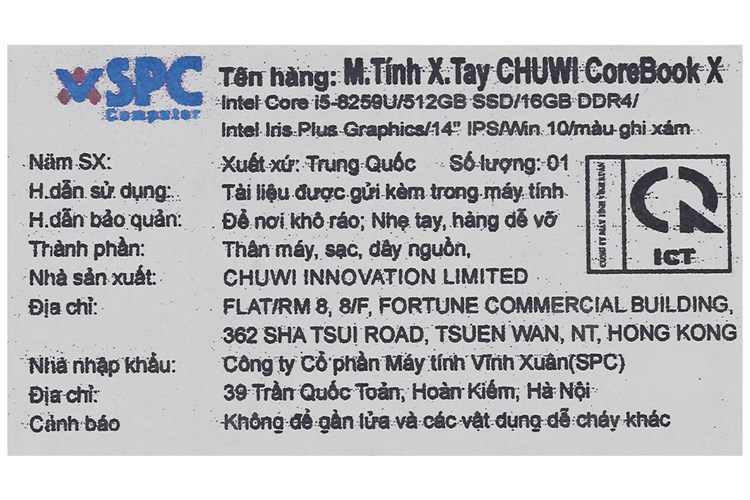 SPC
Computer
Tên hàng: M.Tính X.Tay CHUWI CoreBook X
Intel Core i5-8259U/512GB SSD/16GB DDR4/
Intel Iris Plus Graphics/14" IPS/Win 10/màu ghi xám
Năm SX: Xuất xứ: Trung Quốc Số lượng: 01
H.dẫn sử dụng: Tài liệu được gửi kèm trong máy tính
H.dẫn bảo quản: Để nơi khô ráo; Nhẹ tay, hàng dễ vỡ
Thành phần: Thân máy, sạc, dây nguồn,
Nhà sản xuất: CHUWI INNOVATION LIMITED
Địa chỉ: FLAT/RM 8, 8/F, FORTUNE COMMERCIAL BUILDING,
362 SHA TSUI ROAD, TSUEN WAN, NT, HONG KONG
Nhà nhập khẩu: Công ty Cổ phần Máy tính Vĩnh Xuân(SPC)
Địa chỉ: 39 Trần Quốc Toản, Hoàn Kiếm, Hà Nội
Cảnh báo Không để gần lửa và các vật dụng dễ cháy khác
CÔNG TY MÁY TÍNH VĨNH XUÂN
ICT